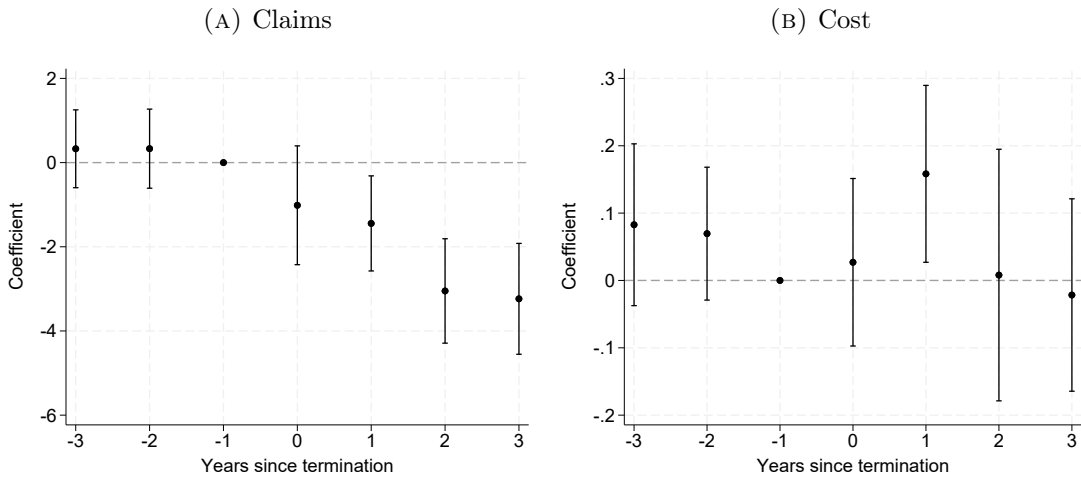 (A) Claims
2
0
-2
-4
-6
Coefficient
-3 -2 -1 0 1 2 3
Years since termination
(B) Cost
.3
.2
.1
0
-.1
-.2
Coefficient
-3 -2 -1 0 1 2 3
Years since termination